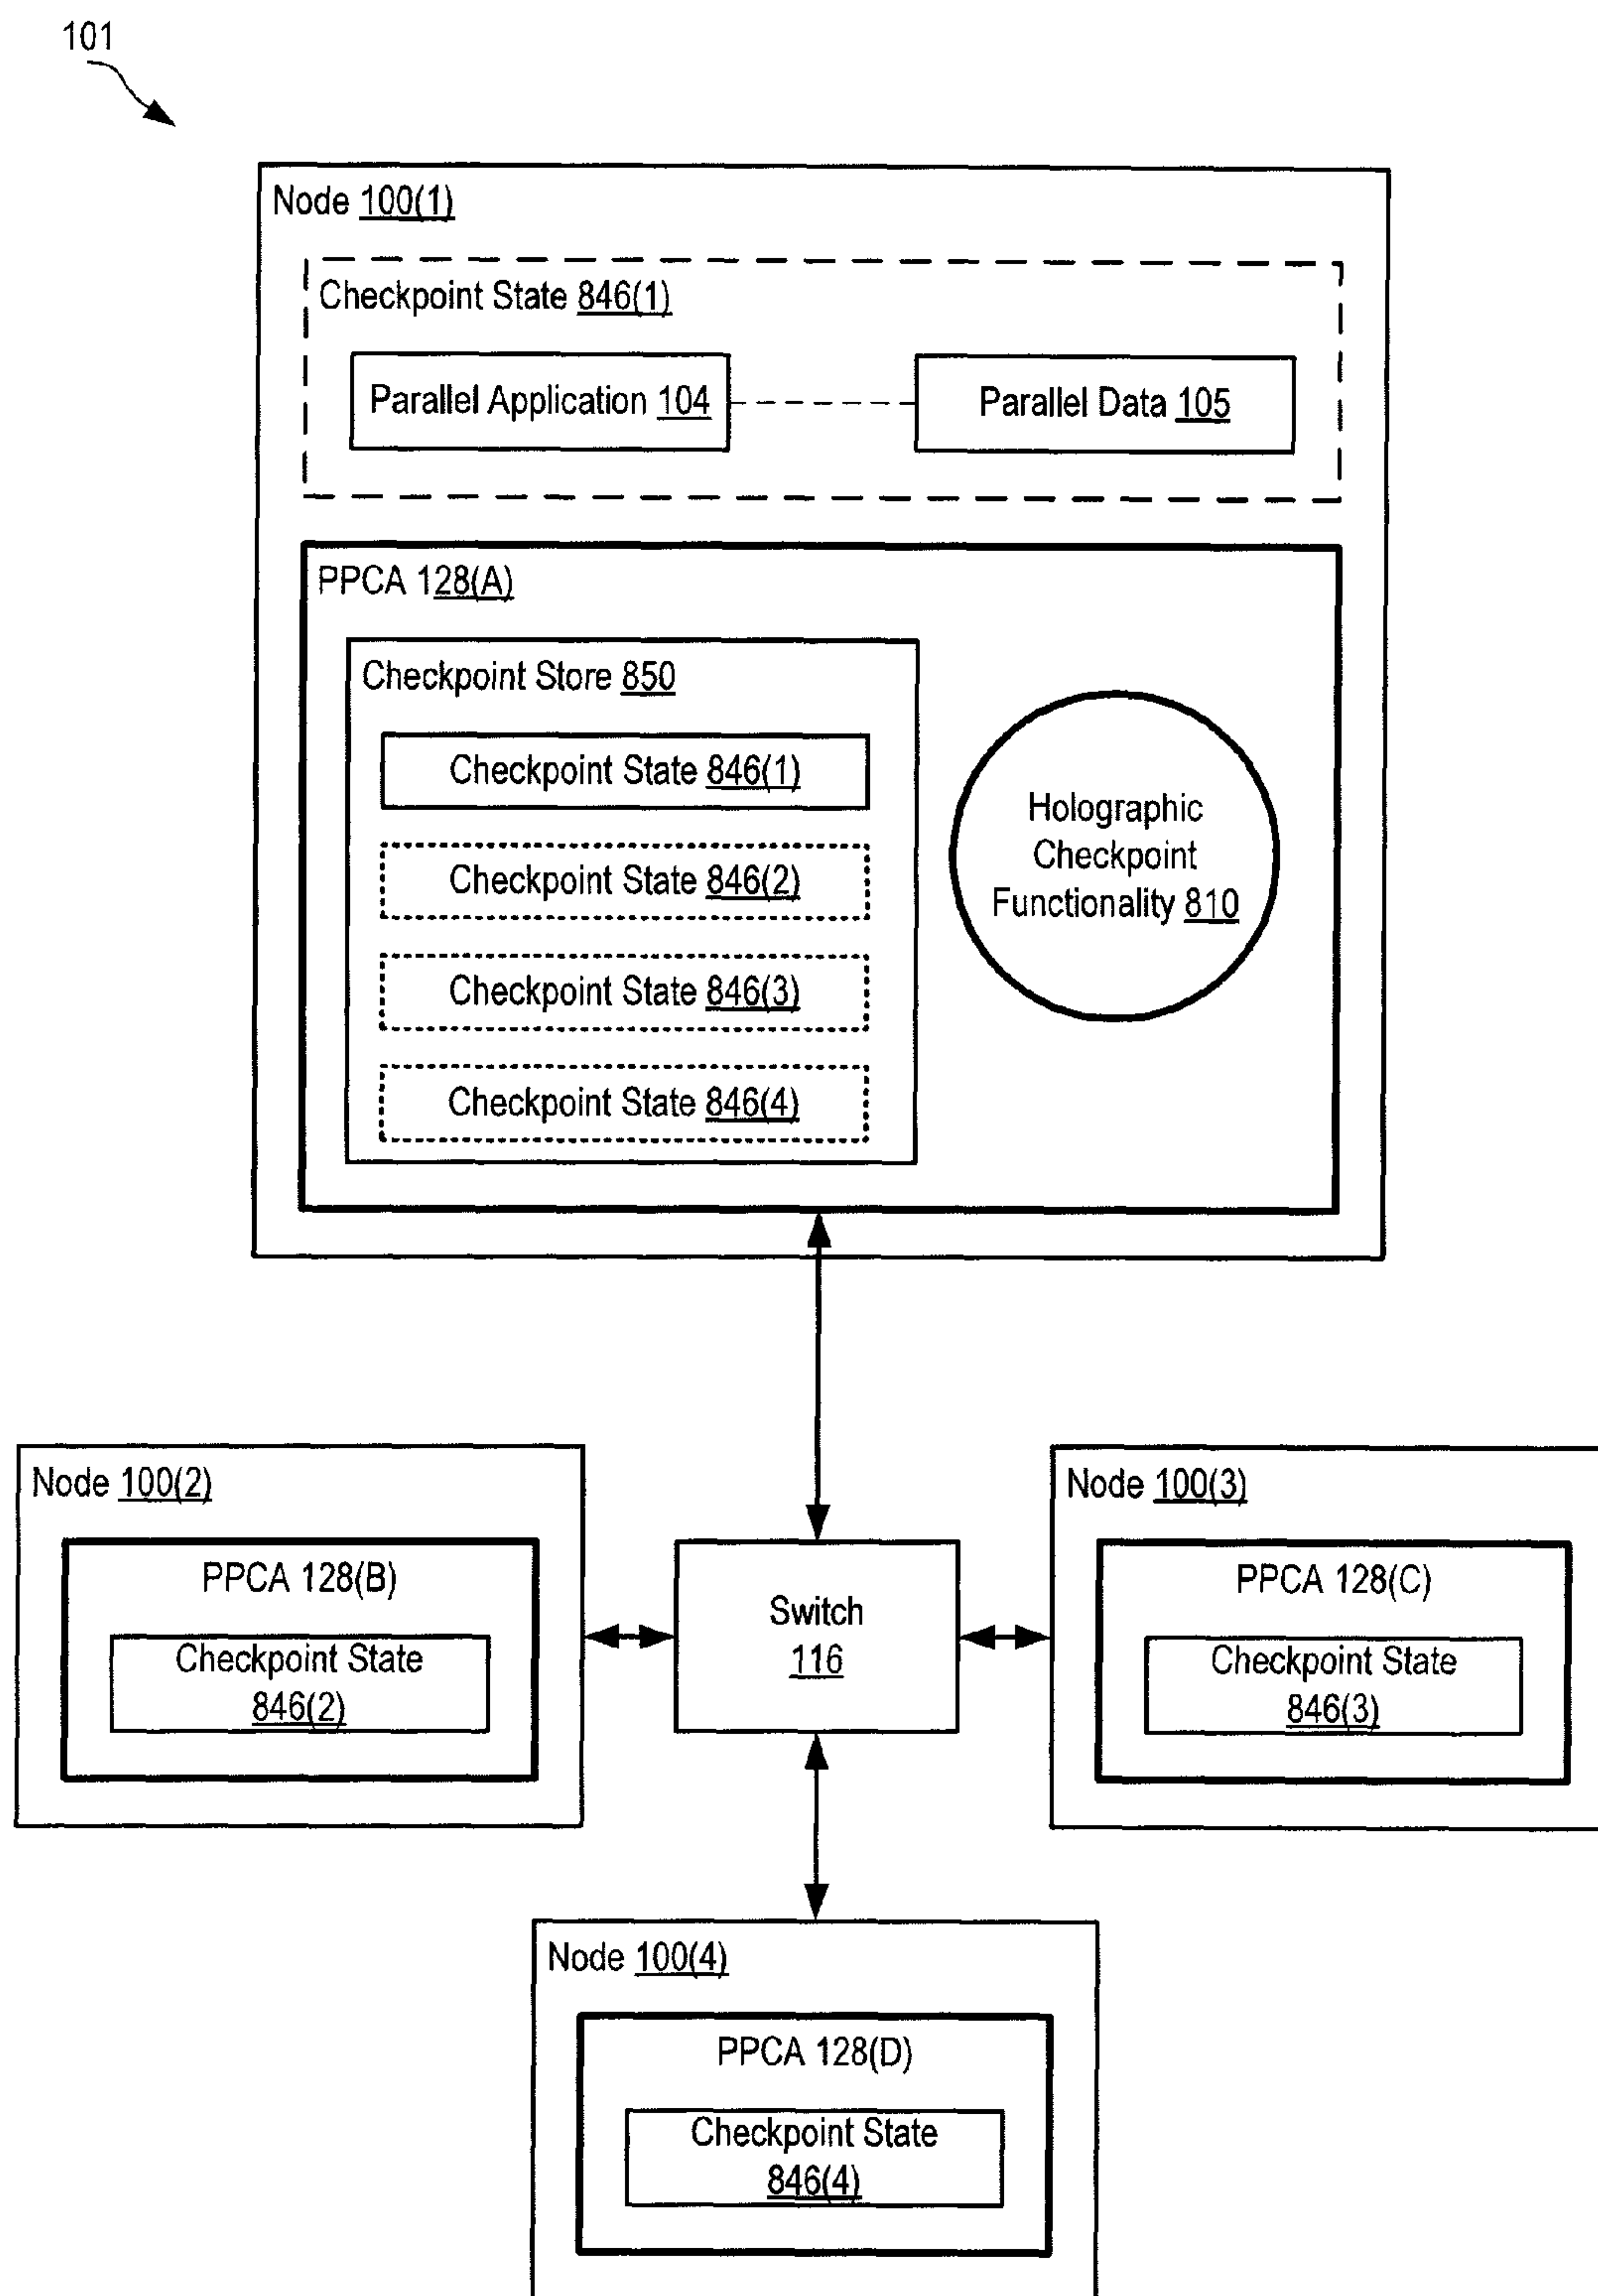 101
Node 100(1)
Checkpoint State 846(1)
Parallel Application 104
Parallel Data 105
PPCA 128(A)
Checkpoint Store 850
Checkpoint State 846(1)
Checkpoint State 846(2)
Checkpoint State 846(3)
Checkpoint State 846(4)
Holographic
Checkpoint
Functionality 810
Node 100(2)
PPCA 128(B)
Checkpoint State
846(2)
Switch
116
Node 100(3)
PPCA 128(C)
Checkpoint State
846(3)
Node 100(4)
PPCA 128(D)
Checkpoint State
846(4)